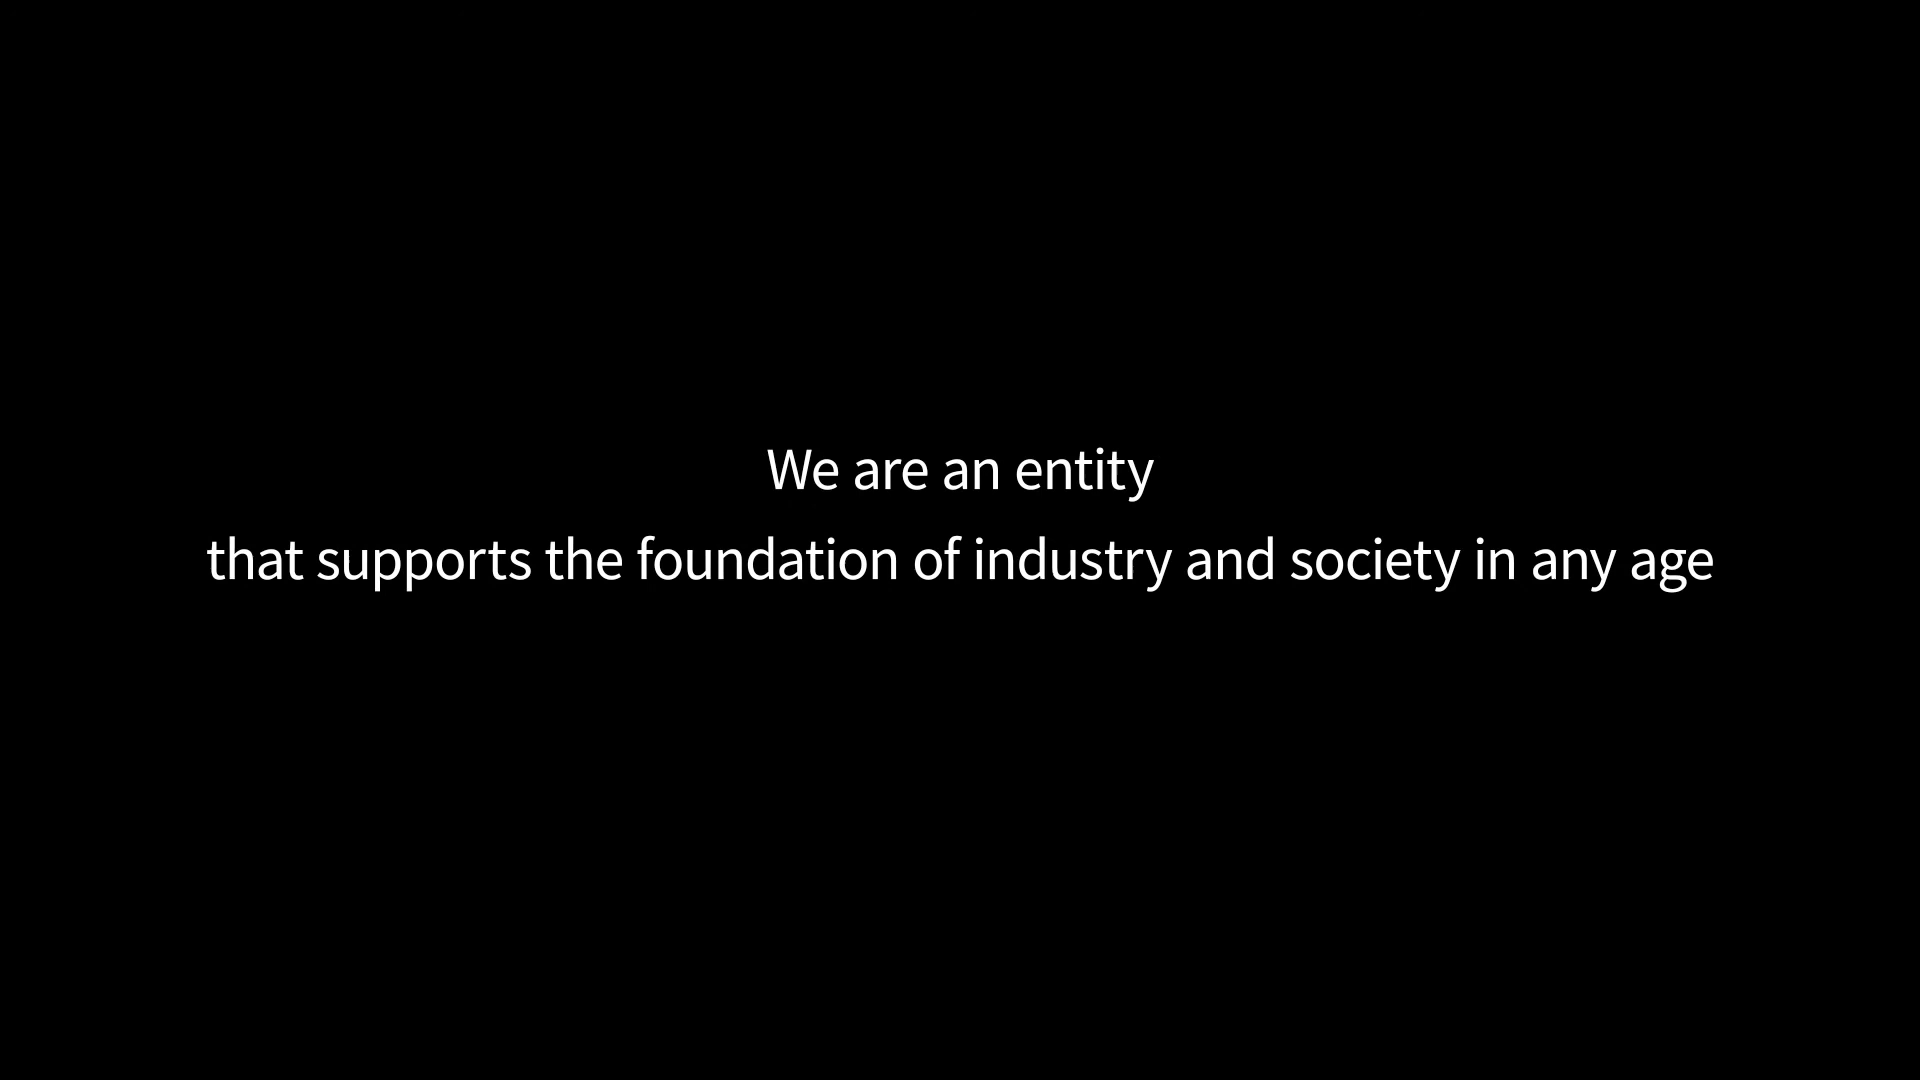 We are an entity
that supports the foundation of industry and society in any age